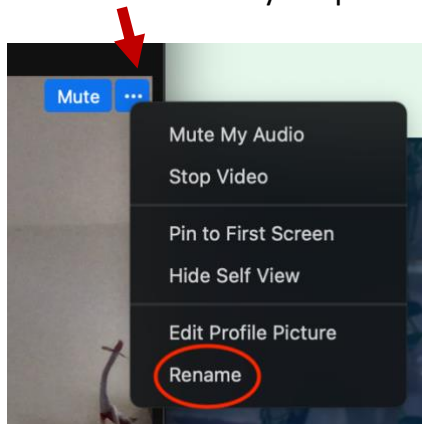 Mute ...
Mute My Audio
Stop Video
Pin to First Screen
Hide Self View
Edit Profile Picture
Rename